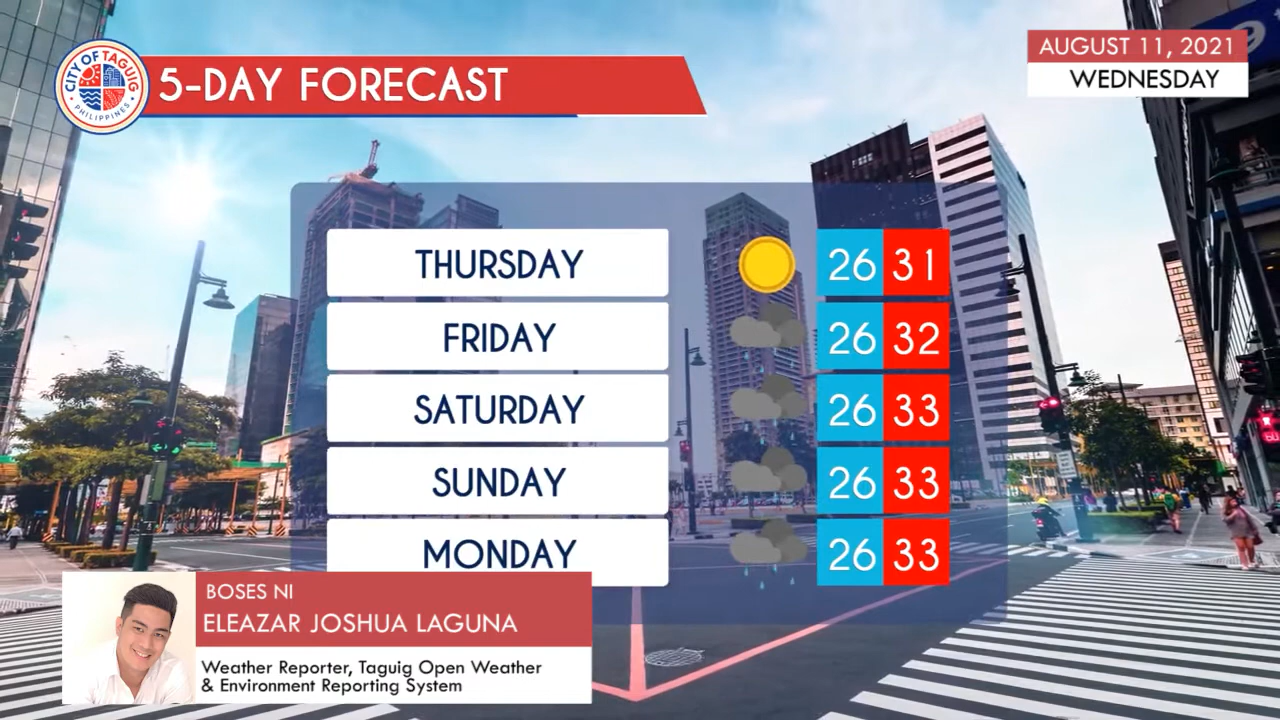 CITY OF TAGUIG
PHILIPPINES
5-DAY FORECAST
AUGUST 11, 2021
WEDNESDAY
THURSDAY 26 31
FRIDAY 26 32
SATURDAY 26 33
SUNDAY 26 33
MONDAY 26 33
BOSES NI
ELEAZAR JOSHUA LAGUNA
Weather Reporter, Taguig Open Weather
& Environment Reporting System